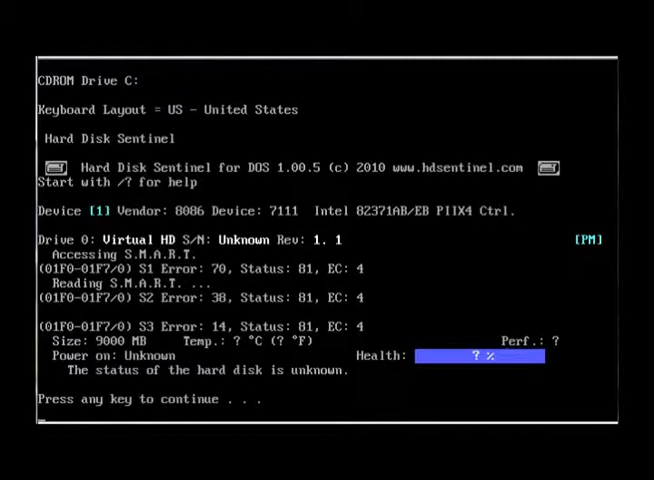 CDROM Drive C:
Keyboard Layout = US - United States
Hard Disk Sentinel
Hard Disk Sentinel for DOS 1.00.5 (c) 2010 www.hdsentinel.com
Start with /? for help
Device [1] Vendor: 8086 Device: 7111 Intel 82371AB/EB PIIX4 Ctrl.
Drive 0: Virtual HD S/N: Unknown Rev: 1. 1 [PM]
Accessing S.M.A.R.T.
(01F0-01F7/0) S1 Error: 70, Status: 81, EC: 4
Reading S.M.A.R.T. ...
(01F0-01F7/0) S2 Error: 38, Status: 81, EC: 4
(01F0-01F7/0) S3 Error: 14, Status: 81, EC: 4
Size: 9000 MB Temp.: ? °C (? °F) Perf.: ?
Power on: Unknown Health: ? %
The status of the hard disk is unknown.
Press any key to continue . . .